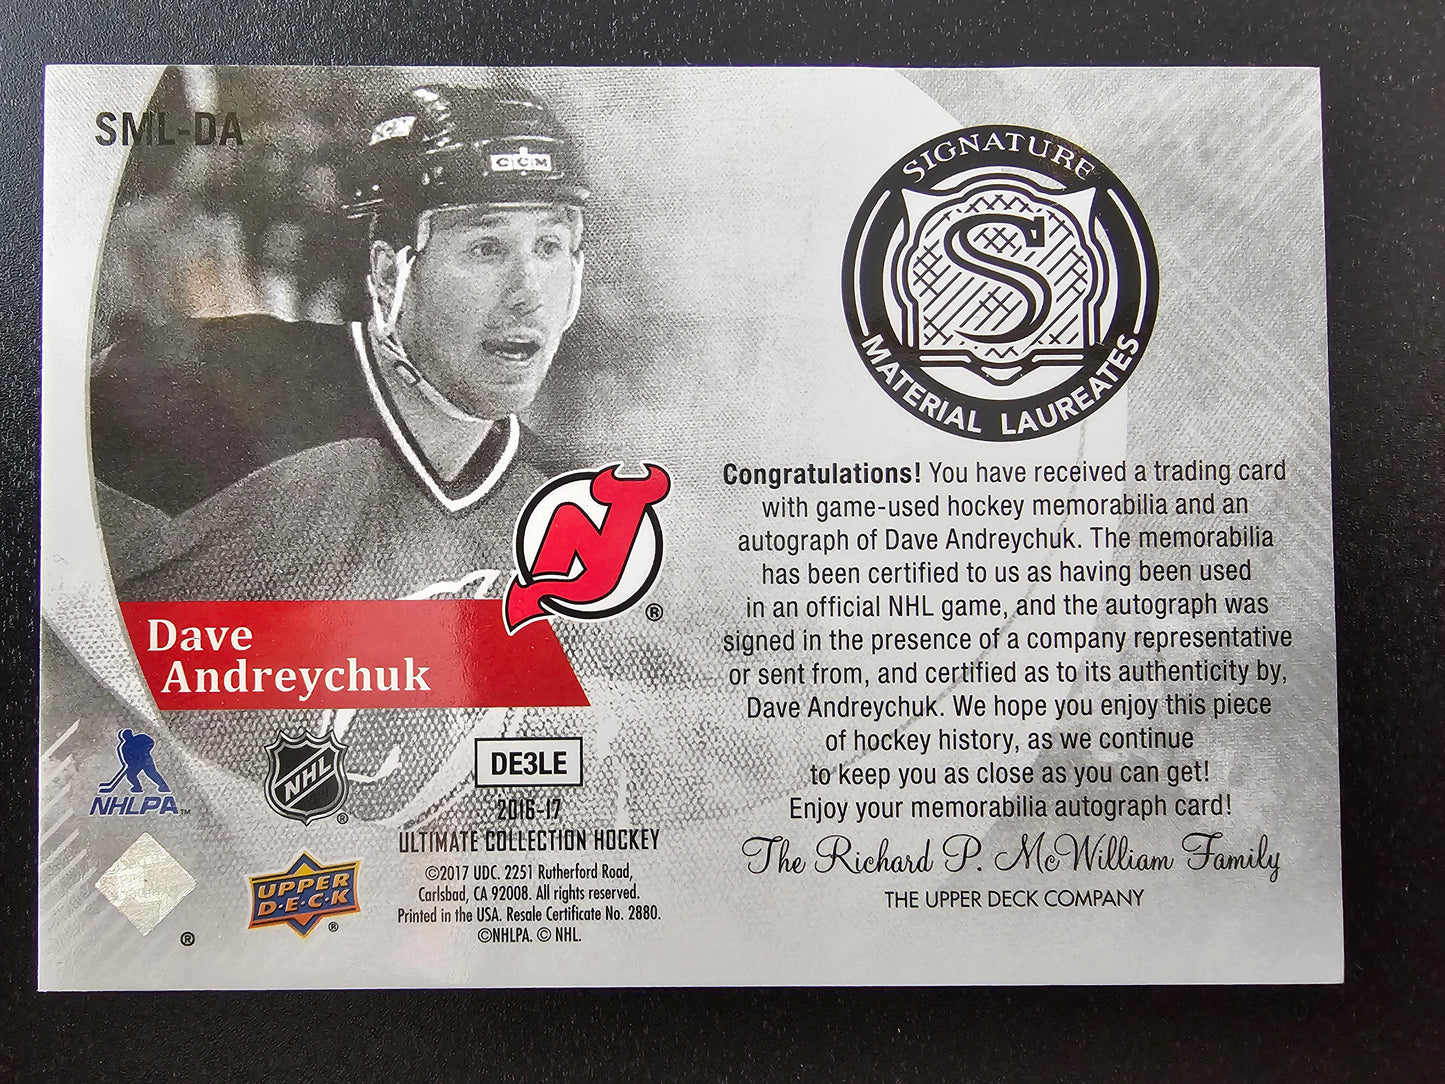 SML-DA
CCM
SIGNATURE
S
MATERIAL LAUREATES
Congratulations! You have received a trading card
with game-used hockey memorabilia and an
autograph of Dave Andreychuk. The memorabilia
has been certified to us as having been used
in an official NHL game, and the autograph was
signed in the presence of a company representative
or sent from, and certified as to its authenticity by,
Dave Andreychuk. We hope you enjoy this piece
of hockey history, as we continue
to keep you as close as you can get!
Enjoy your memorabilia autograph card!
The Richard P. McWilliam Family
THE UPPER DECK COMPANY
NJ
®
Dave
Andreychuk
NHLPA™
NHL
®
DE3LE
2016-17
ULTIMATE COLLECTION HOCKEY
©2017 UDC. 2251 Rutherford Road,
Carlsbad, CA 92008. All rights reserved.
Printed in the USA. Resale Certificate No. 2880.
©NHLPA. © NHL.
UPPER
D·E·C·K
®
®